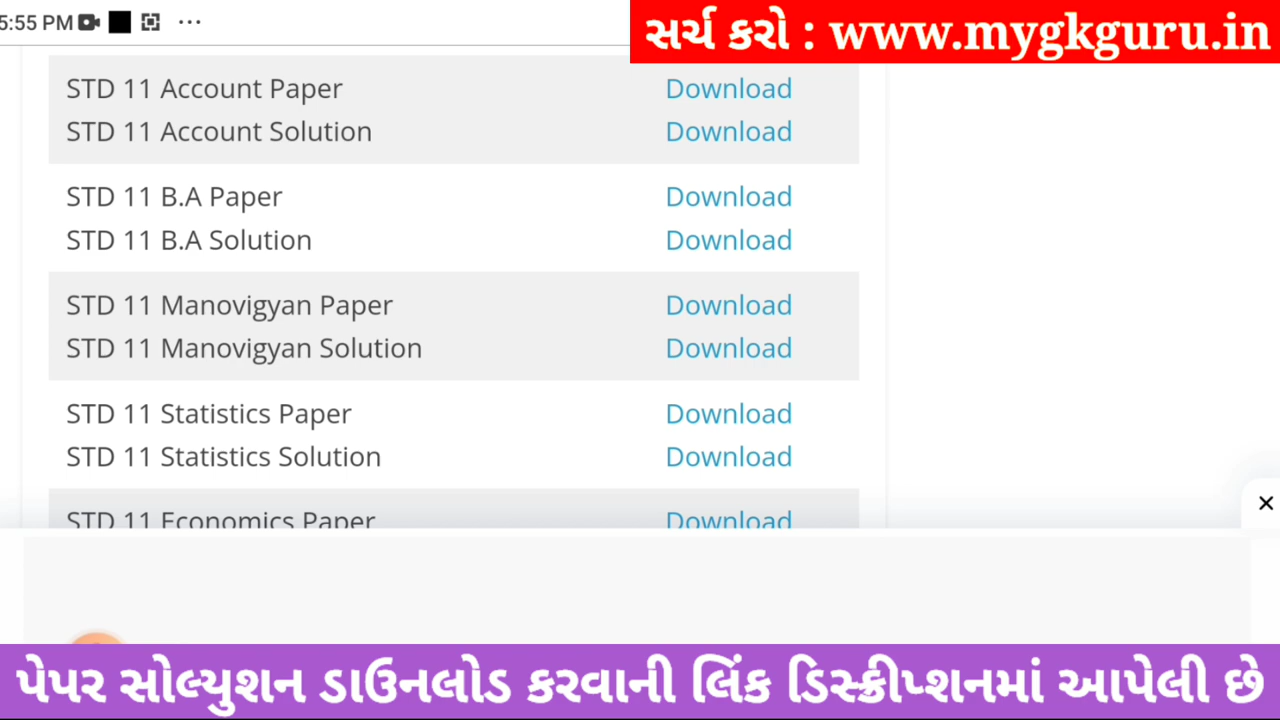 5:55 PM
સર્ચ કરો : www.mygkguru.in
STD 11 Account Paper Download
STD 11 Account Solution Download
STD 11 B.A Paper Download
STD 11 B.A Solution Download
STD 11 Manovigyan Paper Download
STD 11 Manovigyan Solution Download
STD 11 Statistics Paper Download
STD 11 Statistics Solution Download
STD 11 Economics Paper Download
પેપર સોલ્યુશન ડાઉનલોડ કરવાની લિંક ડિસ્ક્રીપ્શનમાં આપેલી છે